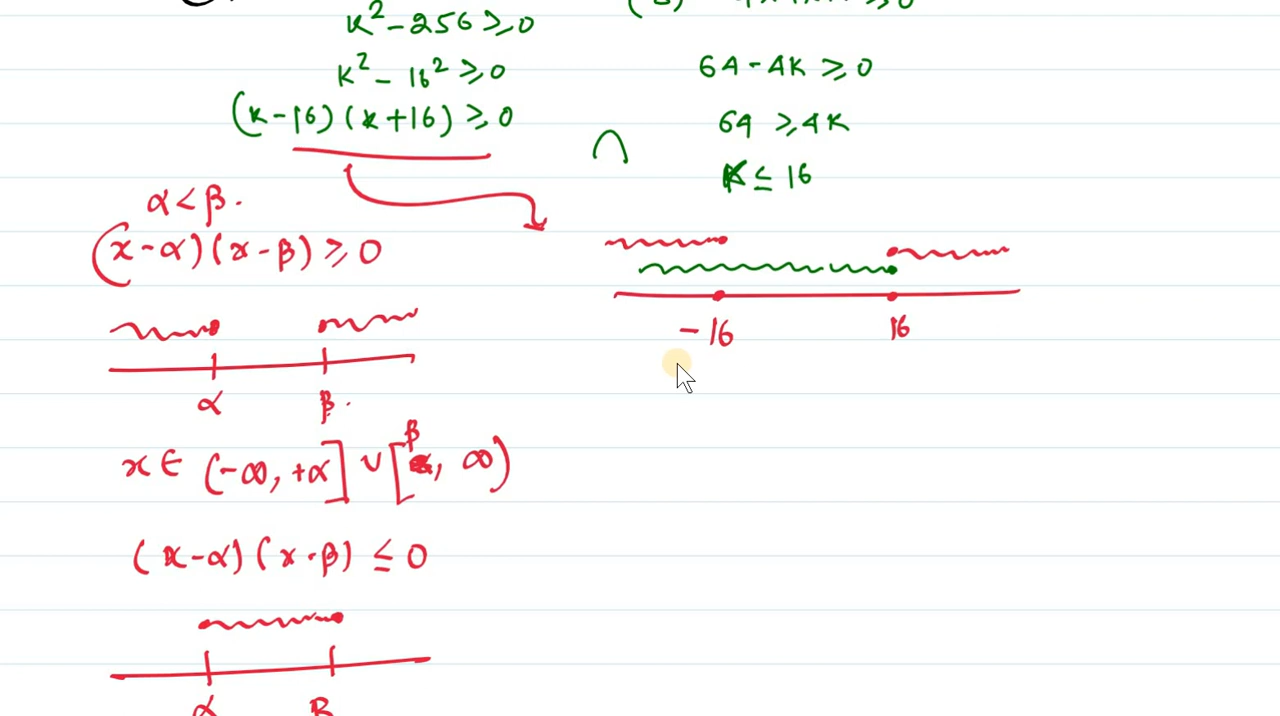 k² - 256 ≥ 0
k² - 16² ≥ 0
(k-16)(k+16) ≥ 0
64 - 4k ≥ 0
64 ≥ 4k
k ≤ 16
∩
α < β.
(x-α)(x-β) ≥ 0
α β.
x ∈ (-∞, +α] ∪ [β, ∞)
(x-α)(x-β) ≤ 0
α β
-16 16